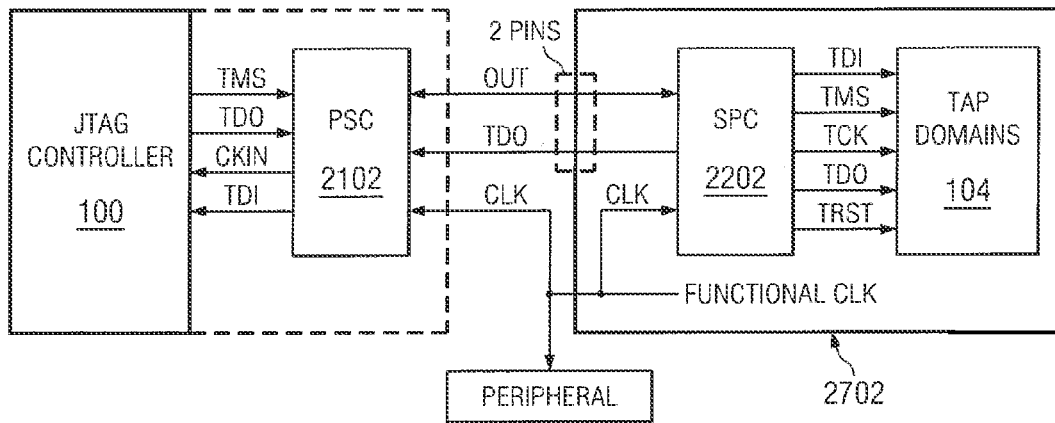 2 PINS
JTAG
CONTROLLER
100
TMS
TDO
CKIN
TDI
PSC
2102
OUT
TDO
CLK
CLK
SPC
2202
TDI
TMS
TCK
TDO
TRST
TAP
DOMAINS
104
FUNCTIONAL CLK
PERIPHERAL
2702